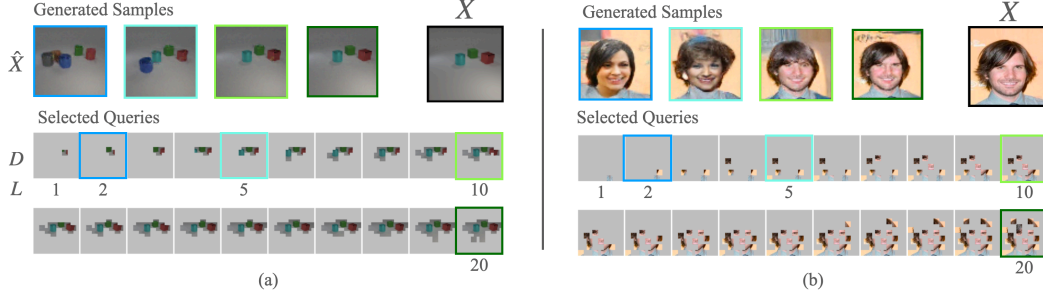 Generated Samples
X
X̂
Selected Queries
D
L 1 2 5 10
20
(a)
Generated Samples
X
Selected Queries
1 2 5 10
20
(b)